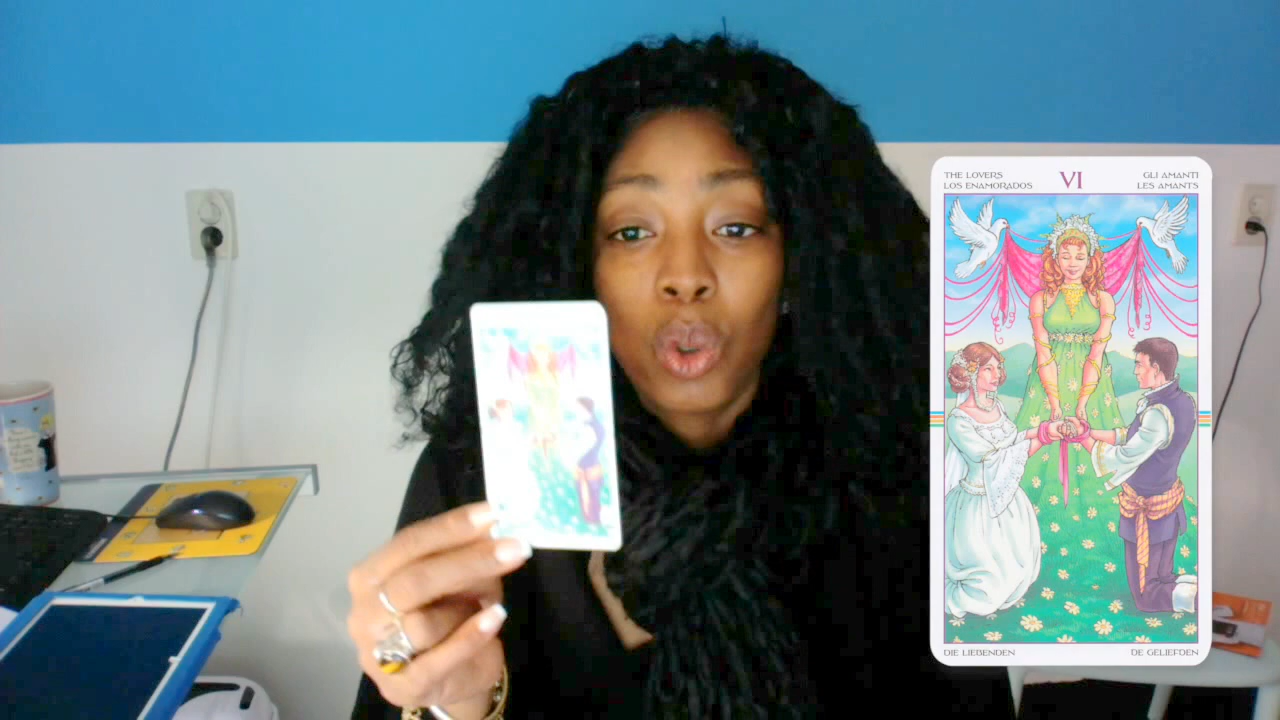 THE LOVERS
LOS ENAMORADOS
VI
GLI AMANTI
LES AMANTS
DIE LIEBENDEN
DE GELIEFDEN